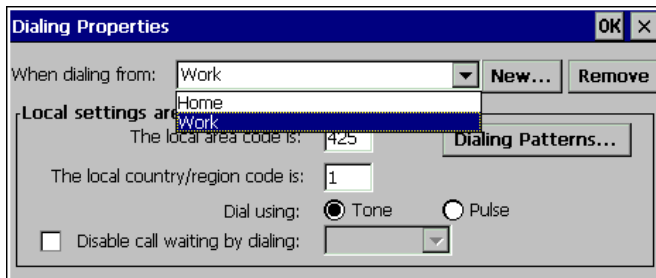 Dialing Properties OK ×
When dialing from: Work New... Remove
Home
Work
Local settings are
The local area code is: 425 Dialing Patterns...
The local country/region code is: 1
Dial using: Tone Pulse
Disable call waiting by dialing: